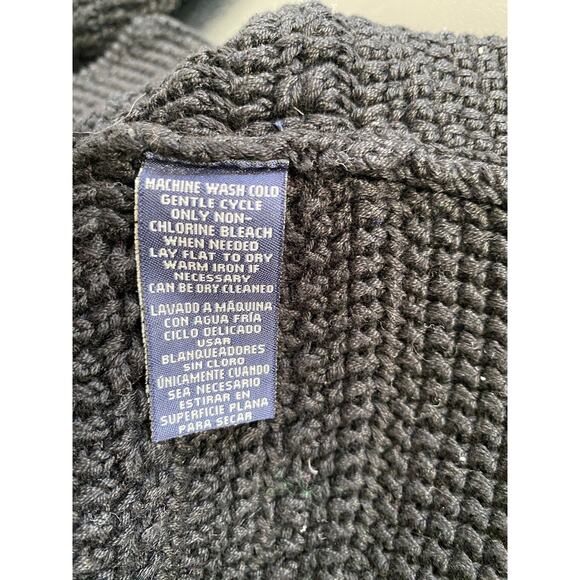 MACHINE WASH COLD
GENTLE CYCLE
ONLY NON-
CHLORINE BLEACH
WHEN NEEDED
LAY FLAT TO DRY
WARM IRON IF
NECESSARY
CAN BE DRY CLEANED
LAVADO A MÁQUINA
CON AGUA FRÍA
CICLO DELICADO
USAR
BLANQUEADORES
SIN CLORO
ÚNICAMENTE CUANDO
SEA NECESARIO
ESTIRAR EN
SUPERFICIE PLANA
PARA SECAR